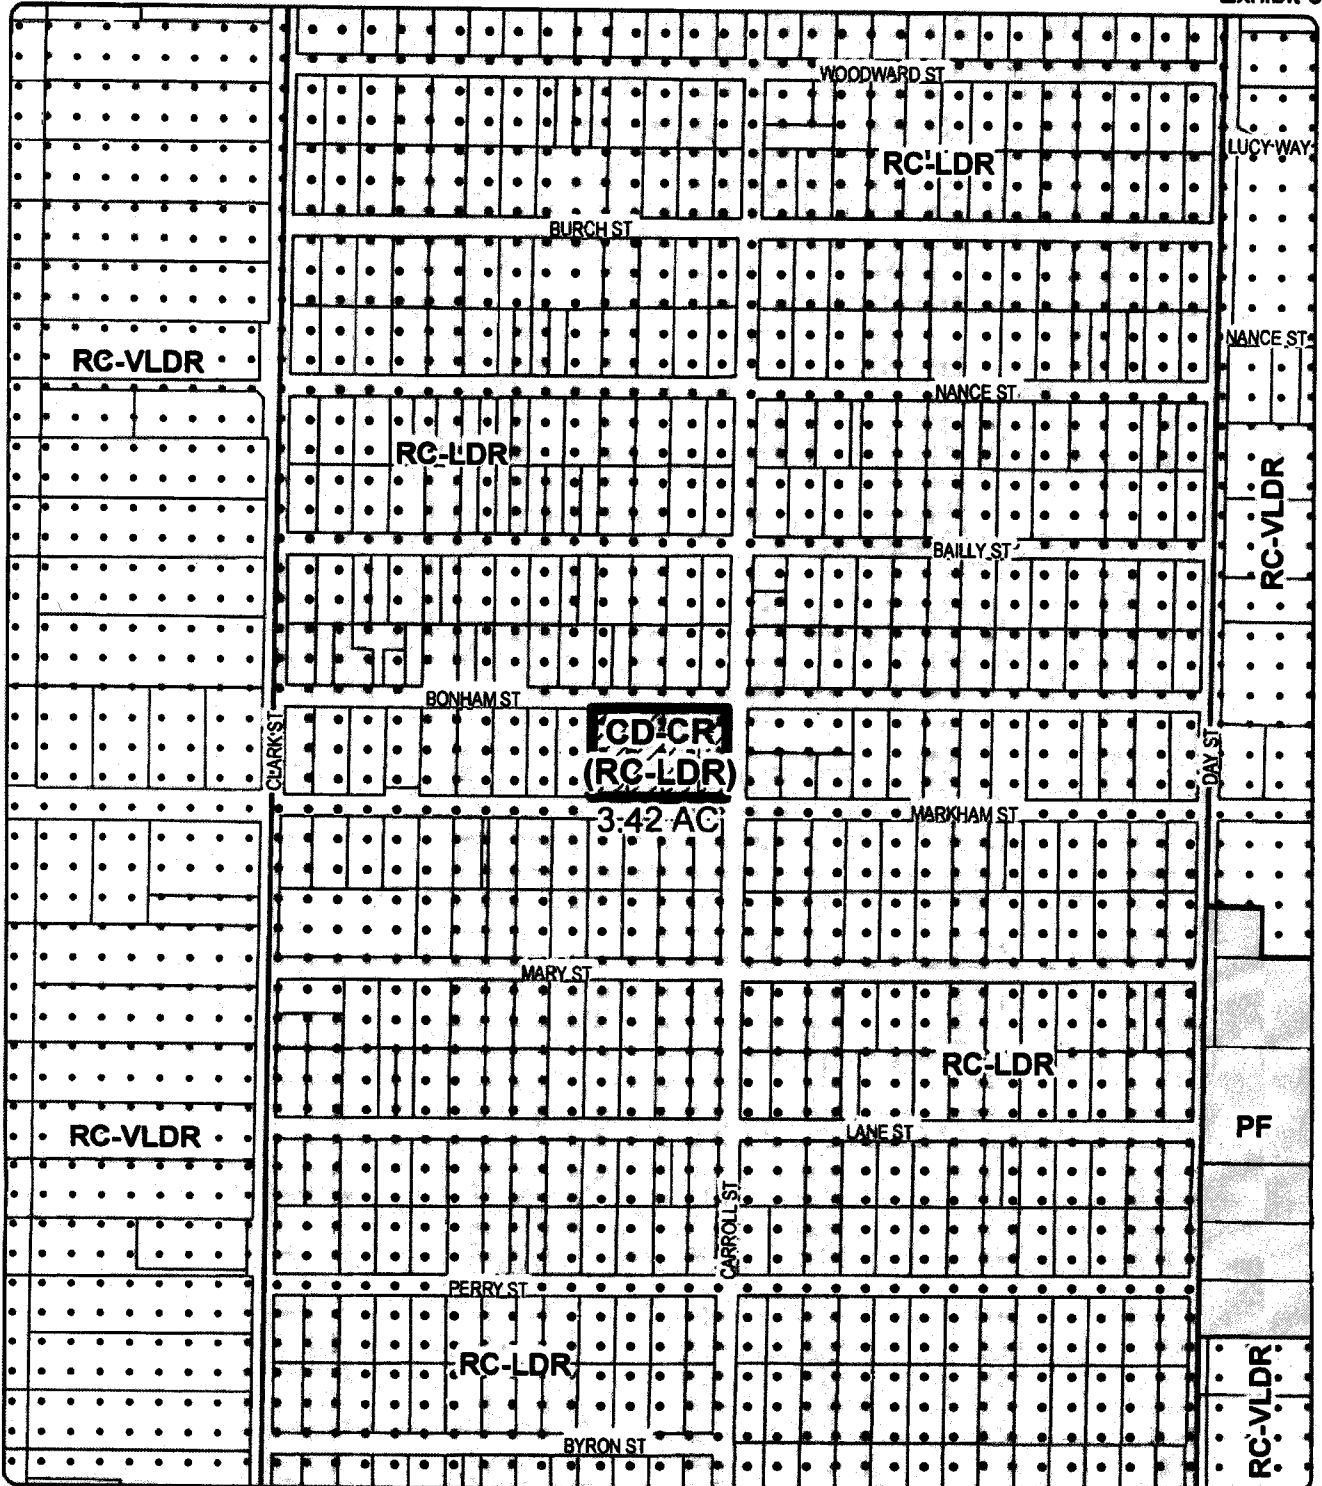 WOODWARD ST
LUCY WAY
RC-LDR
BURCH ST
NANCE ST
RC-VLDR
NANCE ST
RC-LDR
RC-VLDR
BAILLY ST
BONHAM ST
CLARK ST
CD-CR
(RC-LDR)
DAY ST
3.42 AC
MARKHAM ST
MARY ST
RC-LDR
RC-VLDR
PF
LANE ST
CARROLL ST
PERRY ST
RC-LDR
RC-VLDR
BYRON ST